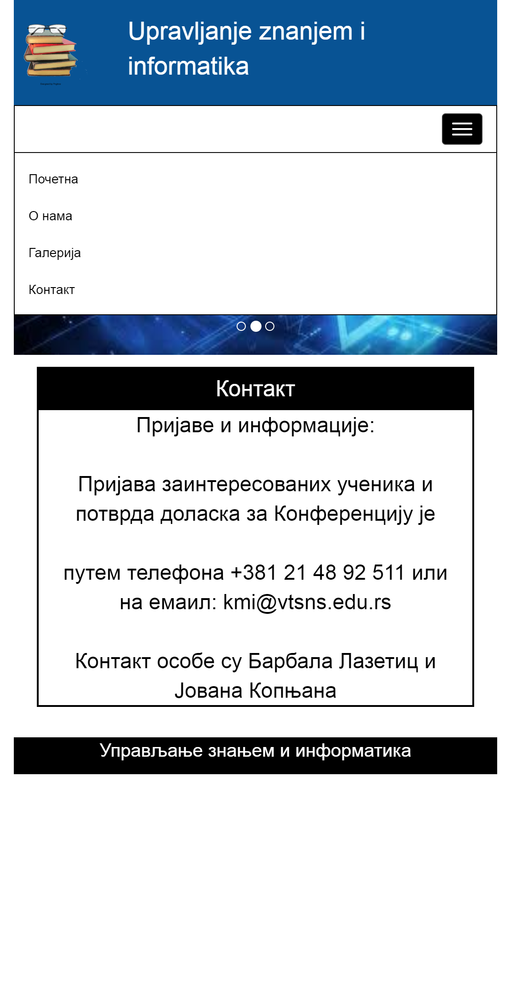 Upravljanje znanjem i
informatika
Почетна
О нама
Галерија
Контакт
Контакт
Пријаве и информације:
Пријава заинтересованих ученика и
потврда доласка за Конференцију је
путем телефона +381 21 48 92 511 или
на емаил: kmi@vtsns.edu.rs
Контакт особе су Барбала Лазетиц и
Јована Копњана
Управљање знањем и информатика